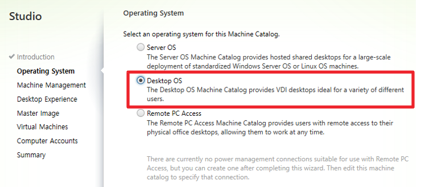 Studio
✓ Introduction
Operating System
Machine Management
Desktop Experience
Master Image
Virtual Machines
Computer Accounts
Summary
Operating System
Select an operating system for this Machine Catalog.
Server OS
The Server OS Machine Catalog provides hosted shared desktops for a large-scale
deployment of standardized Windows Server OS or Linux OS machines.
Desktop OS
The Desktop OS Machine Catalog provides VDI desktops ideal for a variety of different
users.
Remote PC Access
The Remote PC Access Machine Catalog provides users with remote access to their
physical office desktops, allowing them to work at any time.
There are currently no power management connections suitable for use with Remote PC
Access, but you can create one after completing this wizard. Then edit this machine
catalog to specify that connection.